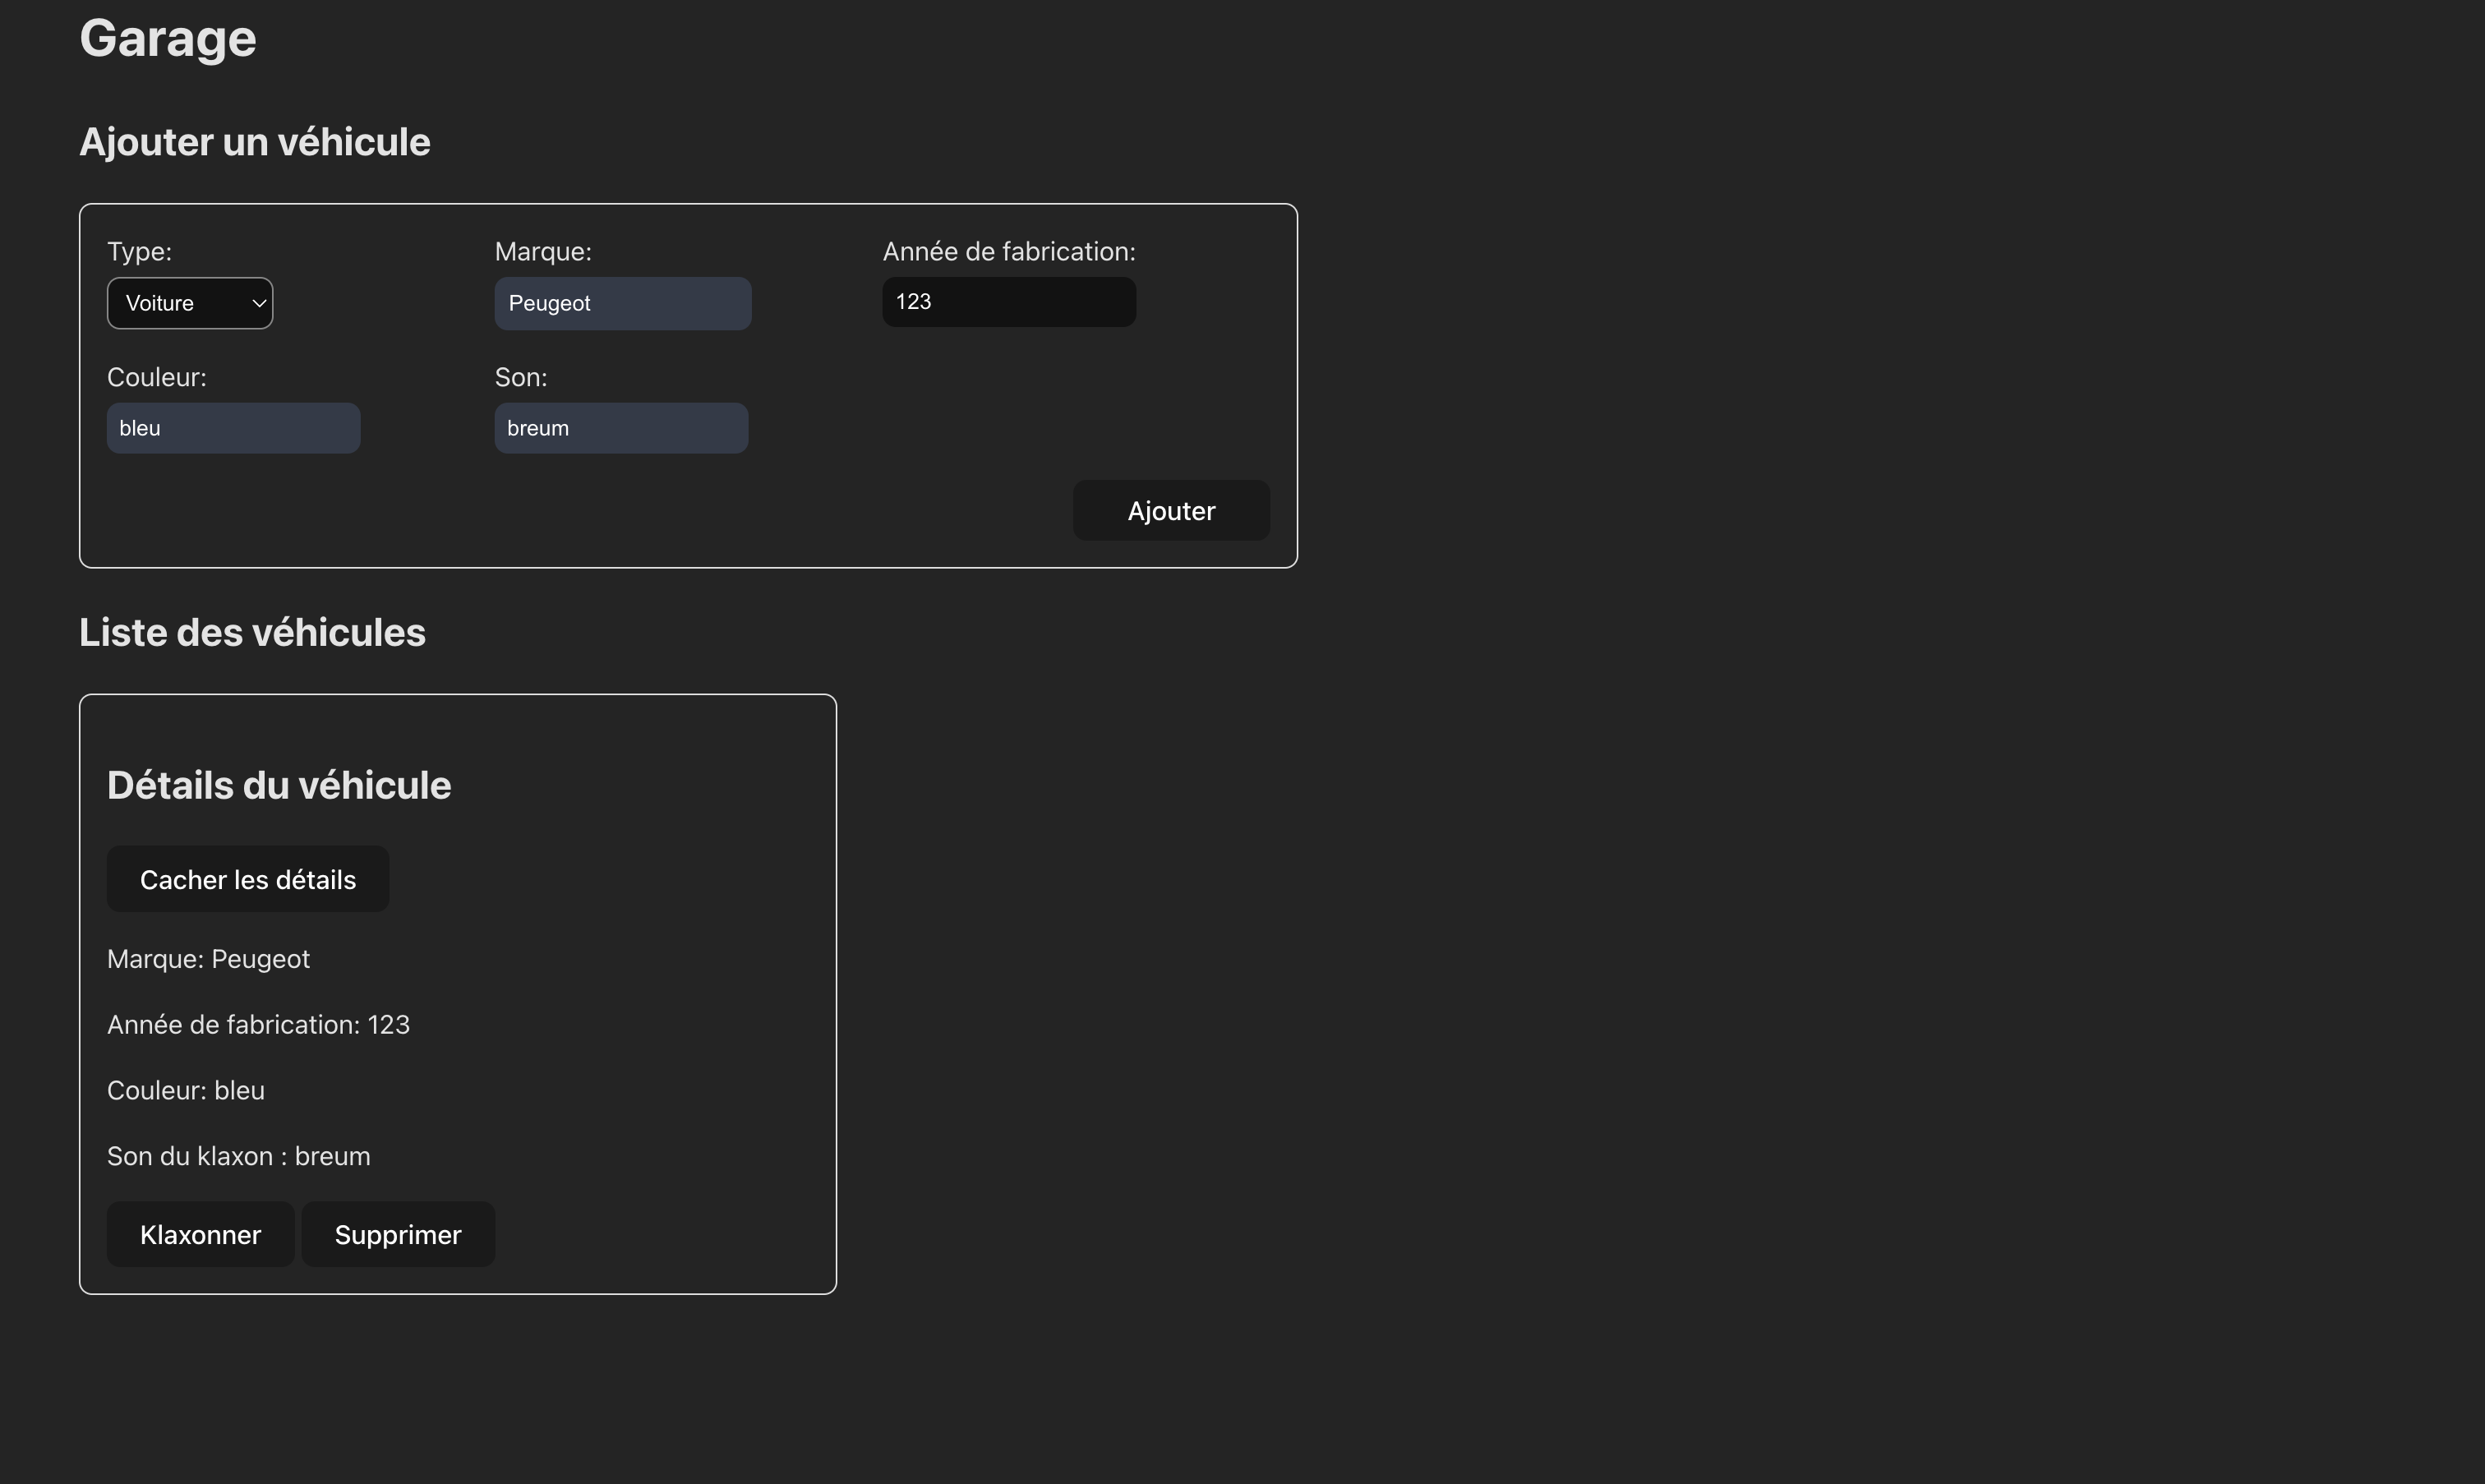 Garage
Ajouter un véhicule
Type: Marque: Année de fabrication:
Voiture Peugeot 123
Couleur: Son:
bleu breum
Ajouter
Liste des véhicules
Détails du véhicule
Cacher les détails
Marque: Peugeot
Année de fabrication: 123
Couleur: bleu
Son du klaxon : breum
Klaxonner Supprimer